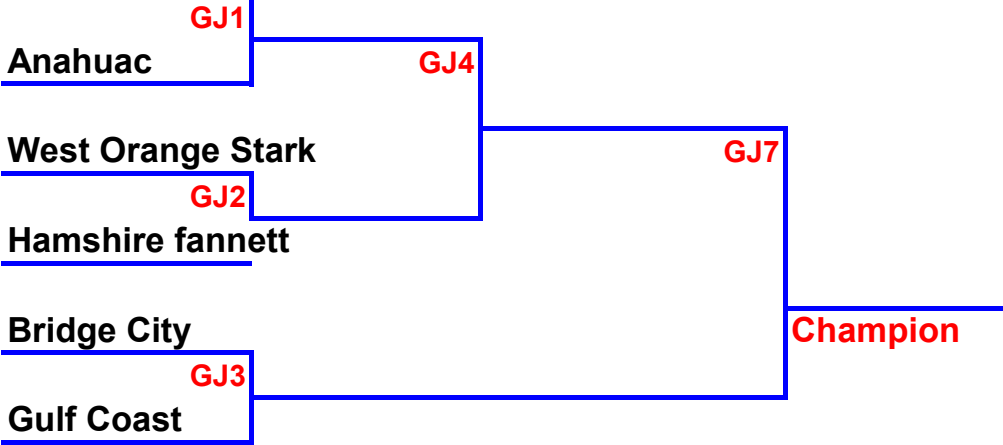 GJ1
Anahuac
GJ4
West Orange Stark
GJ7
GJ2
Hamshire fannett
Bridge City
Champion
GJ3
Gulf Coast